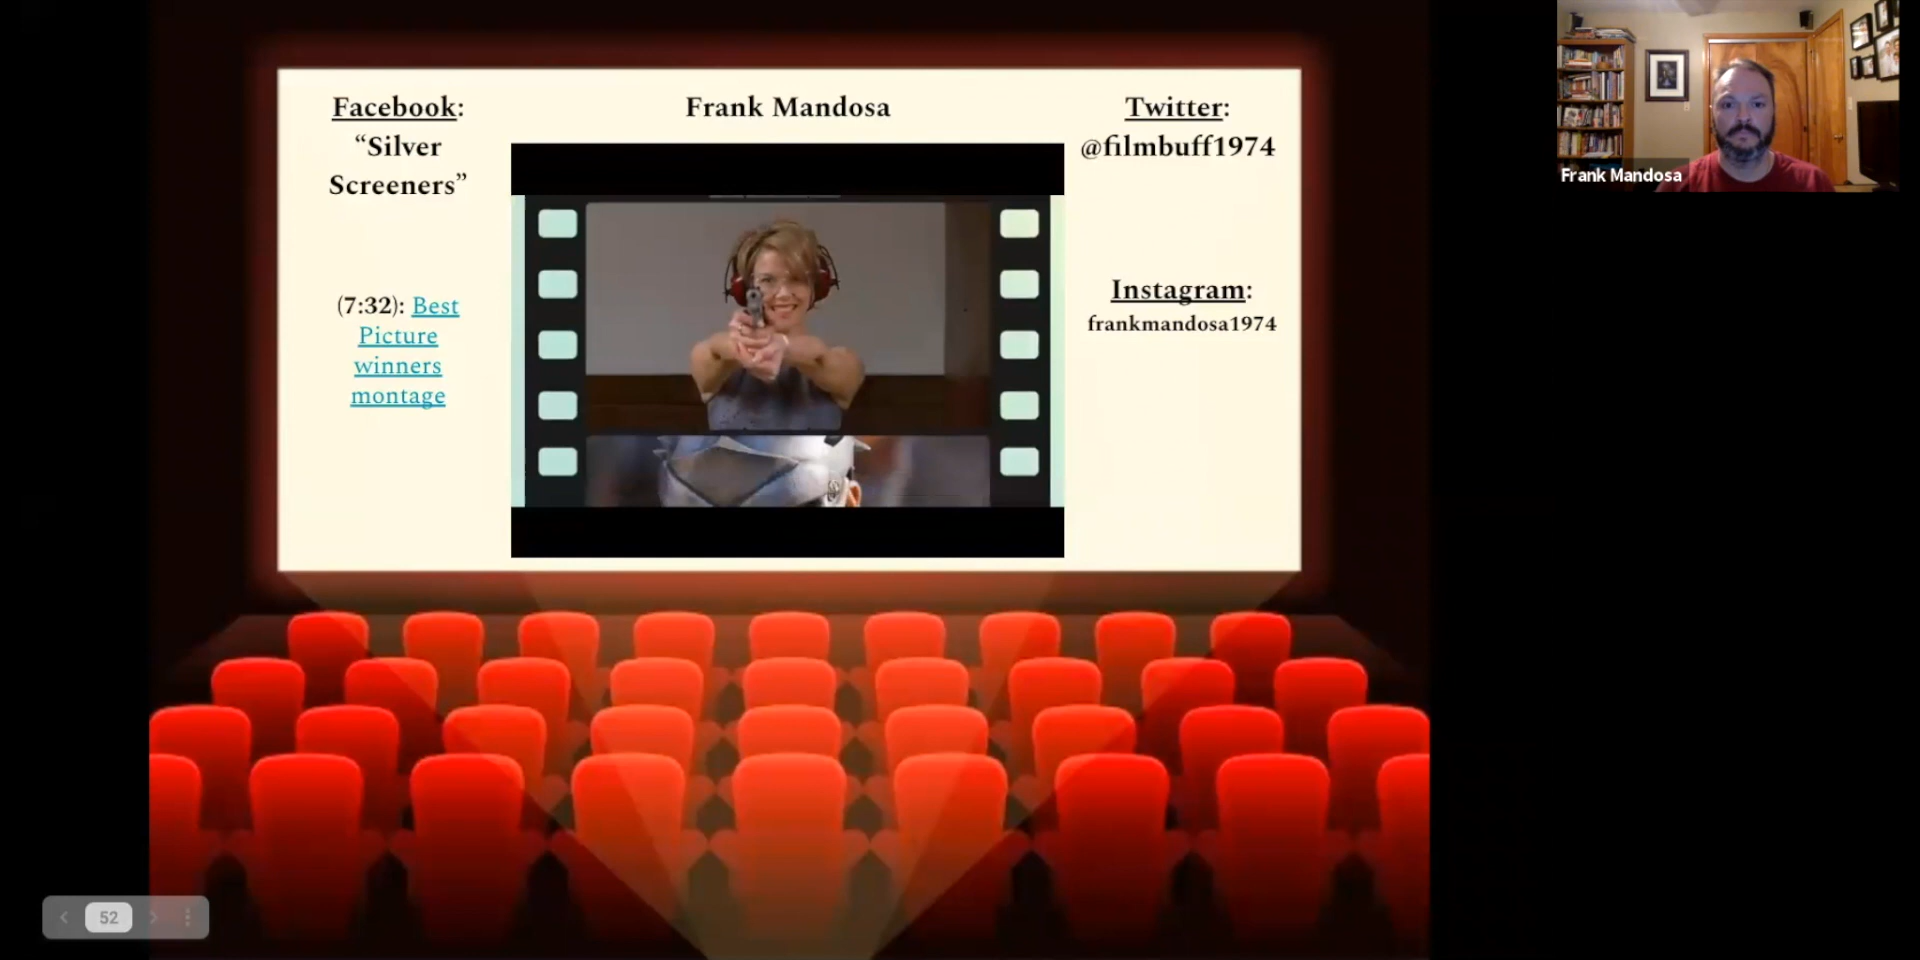 Facebook:
“Silver
Screeners”
(7:32): Best
Picture
winners
montage
Frank Mandosa
Twitter:
@filmbuff1974
Instagram:
frankmandosa1974
Frank Mandosa
52